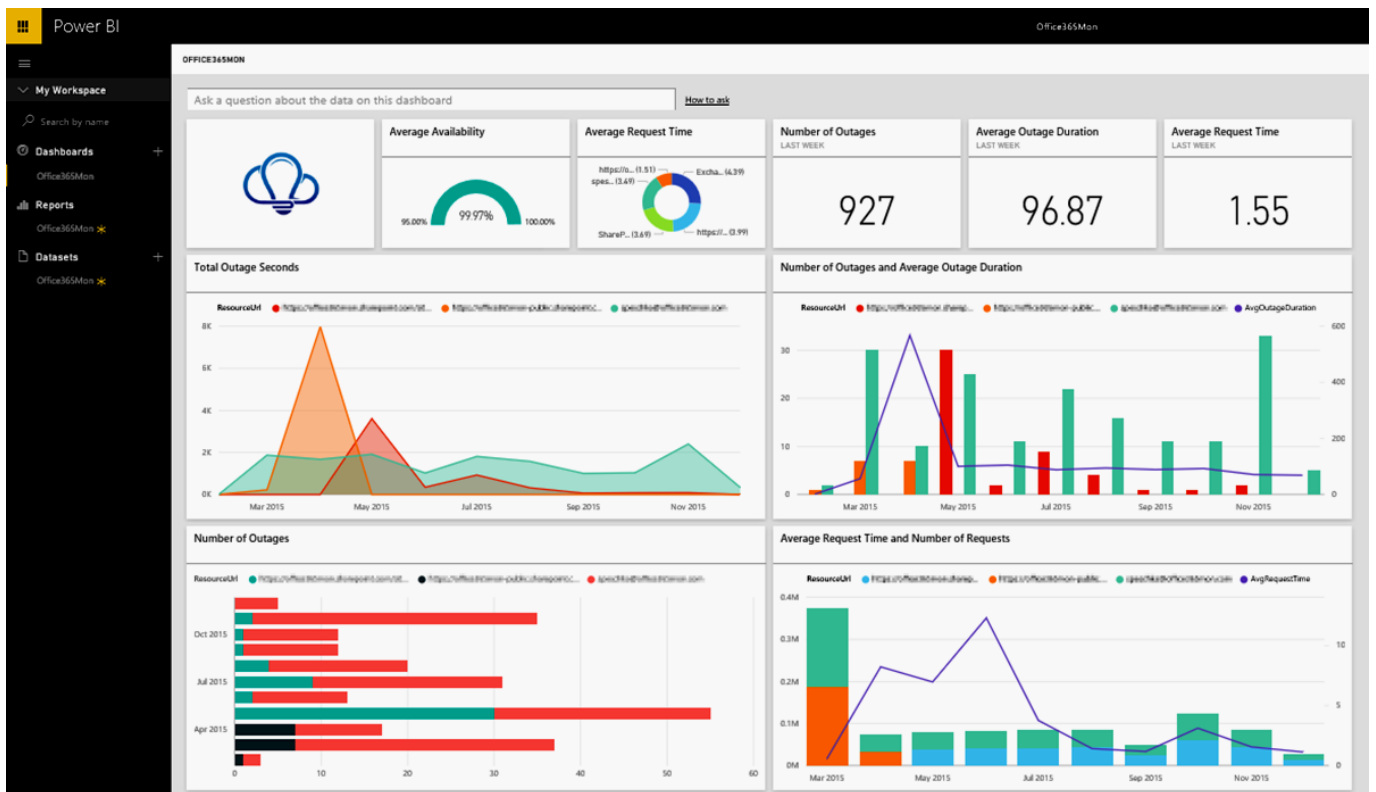 Power BI
Office365Mon
OFFICE365MON
My Workspace
Search by name
Dashboards +
Office365Mon
Reports
Office365Mon
Datasets +
Office365Mon
Ask a question about the data on this dashboard
How to ask
Average Availability
95.00%
99.97%
100.00%
Average Request Time
https://o... (1.51)
Excha... (4.39)
spes... (3.49)
ShareP... (3.69)
https://... (3.99)
Number of Outages
LAST WEEK
927
Average Outage Duration
LAST WEEK
96.87
Average Request Time
LAST WEEK
1.55
Total Outage Seconds
ResourceUrl
8K
6K
4K
2K
0K
Mar 2015 May 2015 Jul 2015 Sep 2015 Nov 2015
Number of Outages and Average Outage Duration
ResourceUrl AvgOutageDuration
600
30
400
20
10
200
0 0
Mar 2015 May 2015 Jul 2015 Sep 2015 Nov 2015
Number of Outages
ResourceUrl
Oct 2015
Jul 2015
Apr 2015
0 10 20 30 40 50 60
Average Request Time and Number of Requests
ResourceUrl AvgRequestTime
0.4M
0.3M
10
0.2M
5
0.1M
0M 0
Mar 2015 May 2015 Jul 2015 Sep 2015 Nov 2015